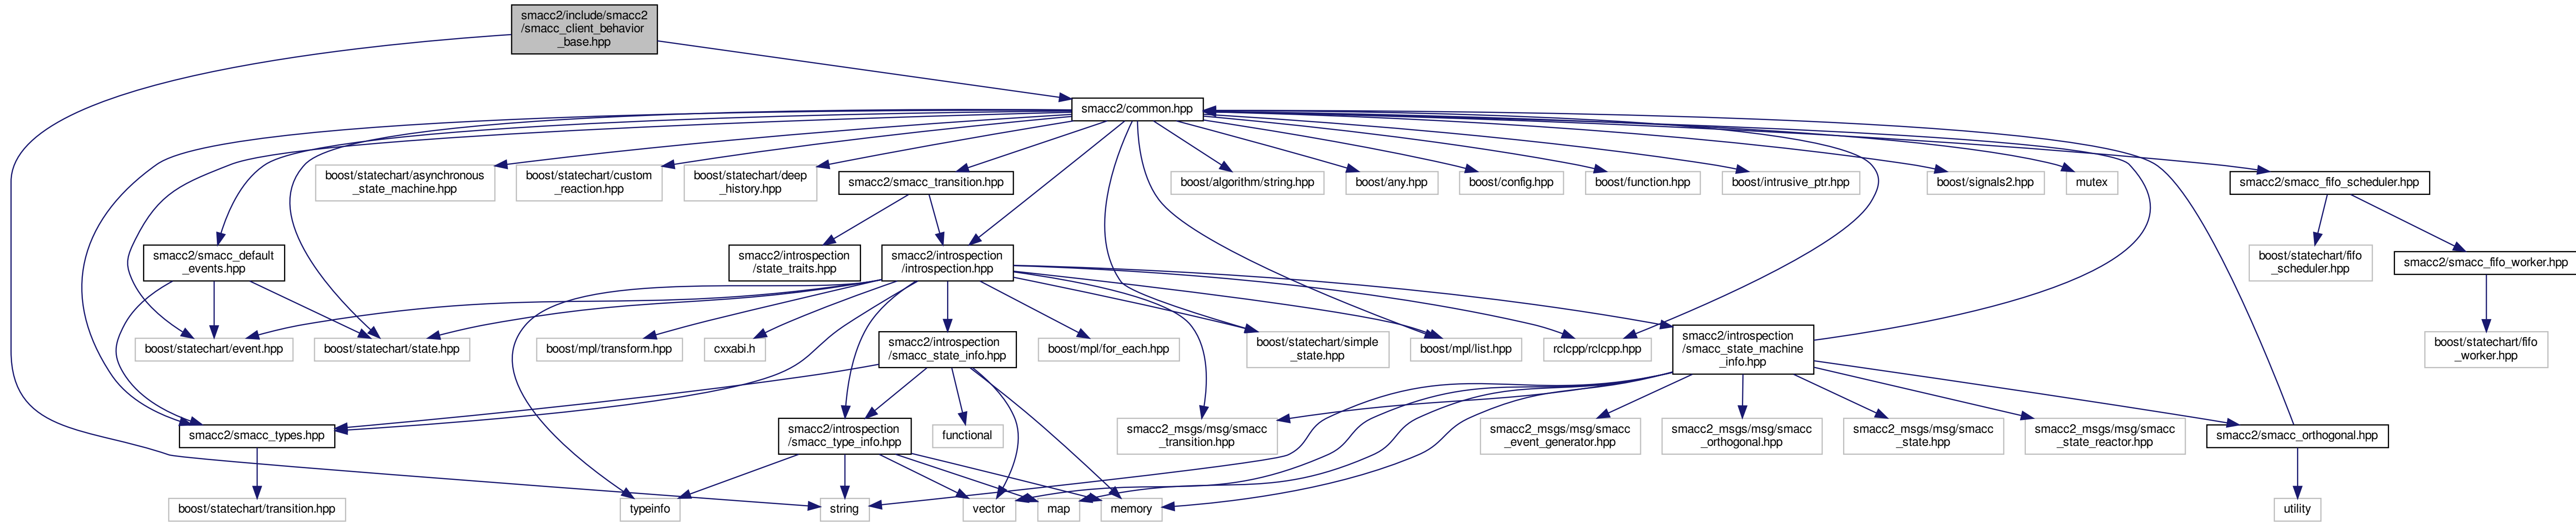 smacc2/include/smacc2
/smacc_client_behavior
_base.hpp
smacc2/common.hpp
boost/statechart/asynchronous
_state_machine.hpp
boost/statechart/custom
_reaction.hpp
boost/statechart/deep
_history.hpp
smacc2/smacc_transition.hpp
boost/algorithm/string.hpp
boost/any.hpp
boost/config.hpp
boost/function.hpp
boost/intrusive_ptr.hpp
boost/signals2.hpp
mutex
smacc2/smacc_fifo_scheduler.hpp
smacc2/smacc_default
_events.hpp
smacc2/introspection
/state_traits.hpp
smacc2/introspection
/introspection.hpp
boost/statechart/fifo
_scheduler.hpp
smacc2/smacc_fifo_worker.hpp
boost/statechart/event.hpp
boost/statechart/state.hpp
boost/mpl/transform.hpp
cxxabi.h
smacc2/introspection
/smacc_state_info.hpp
boost/mpl/for_each.hpp
boost/statechart/simple
_state.hpp
boost/mpl/list.hpp
rclcpp/rclcpp.hpp
smacc2/introspection
/smacc_state_machine
_info.hpp
boost/statechart/fifo
_worker.hpp
smacc2/smacc_types.hpp
smacc2/introspection
/smacc_type_info.hpp
functional
smacc2_msgs/msg/smacc
_transition.hpp
smacc2_msgs/msg/smacc
_event_generator.hpp
smacc2_msgs/msg/smacc
_orthogonal.hpp
smacc2_msgs/msg/smacc
_state.hpp
smacc2_msgs/msg/smacc
_state_reactor.hpp
smacc2/smacc_orthogonal.hpp
boost/statechart/transition.hpp
typeinfo
string
vector
map
memory
utility